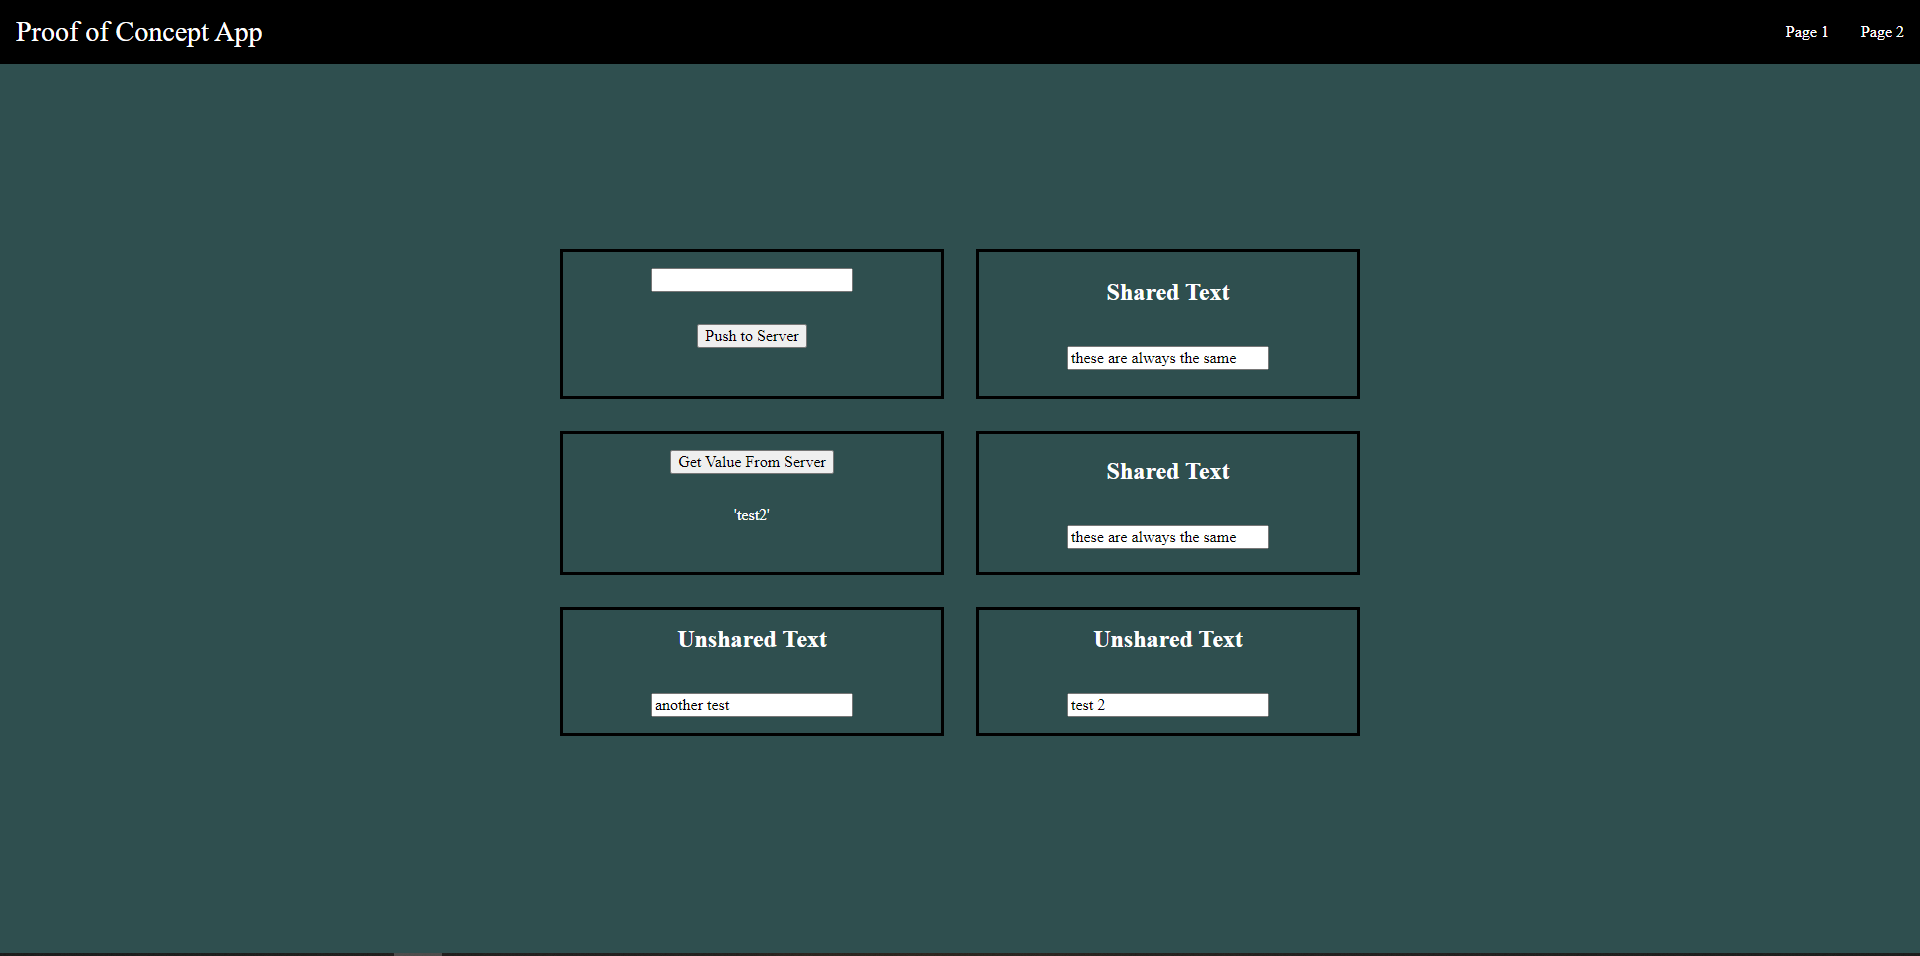 Proof of Concept App
Page 1
Page 2
Push to Server
Shared Text
these are always the same
Get Value From Server
'test2'
Shared Text
these are always the same
Unshared Text
another test
Unshared Text
test 2